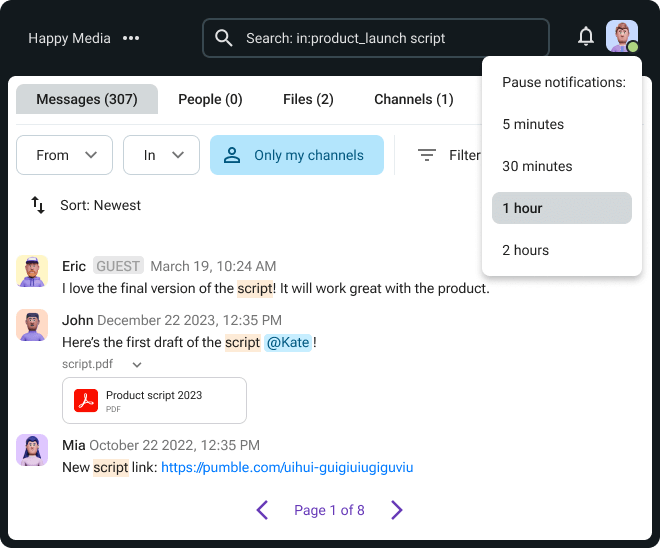 Happy Media
Search: in:product_launch script
Pause notifications:
5 minutes
30 minutes
1 hour
2 hours
Messages (307)
People (0)
Files (2)
Channels (1)
From
In
Only my channels
Filter
Sort: Newest
Eric GUEST March 19, 10:24 AM
I love the final version of the script! It will work great with the product.
John December 22 2023, 12:35 PM
Here's the first draft of the script @Kate !
script.pdf
Product script 2023
PDF
Mia October 22 2022, 12:35 PM
New script link: https://pumble.com/uihui-guigiuiugiguviu
Page 1 of 8